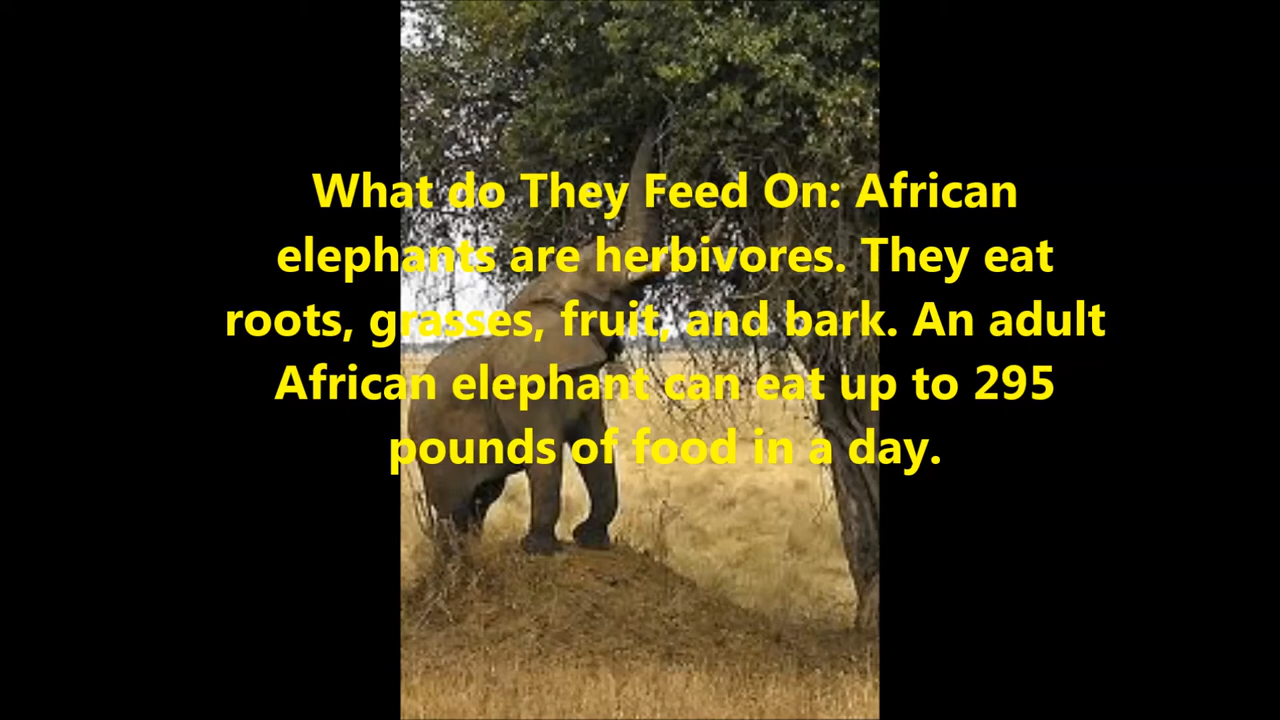 What do They Feed On: African
elephants are herbivores. They eat
roots, grasses, fruit, and bark. An adult
African elephant can eat up to 295
pounds of food in a day.